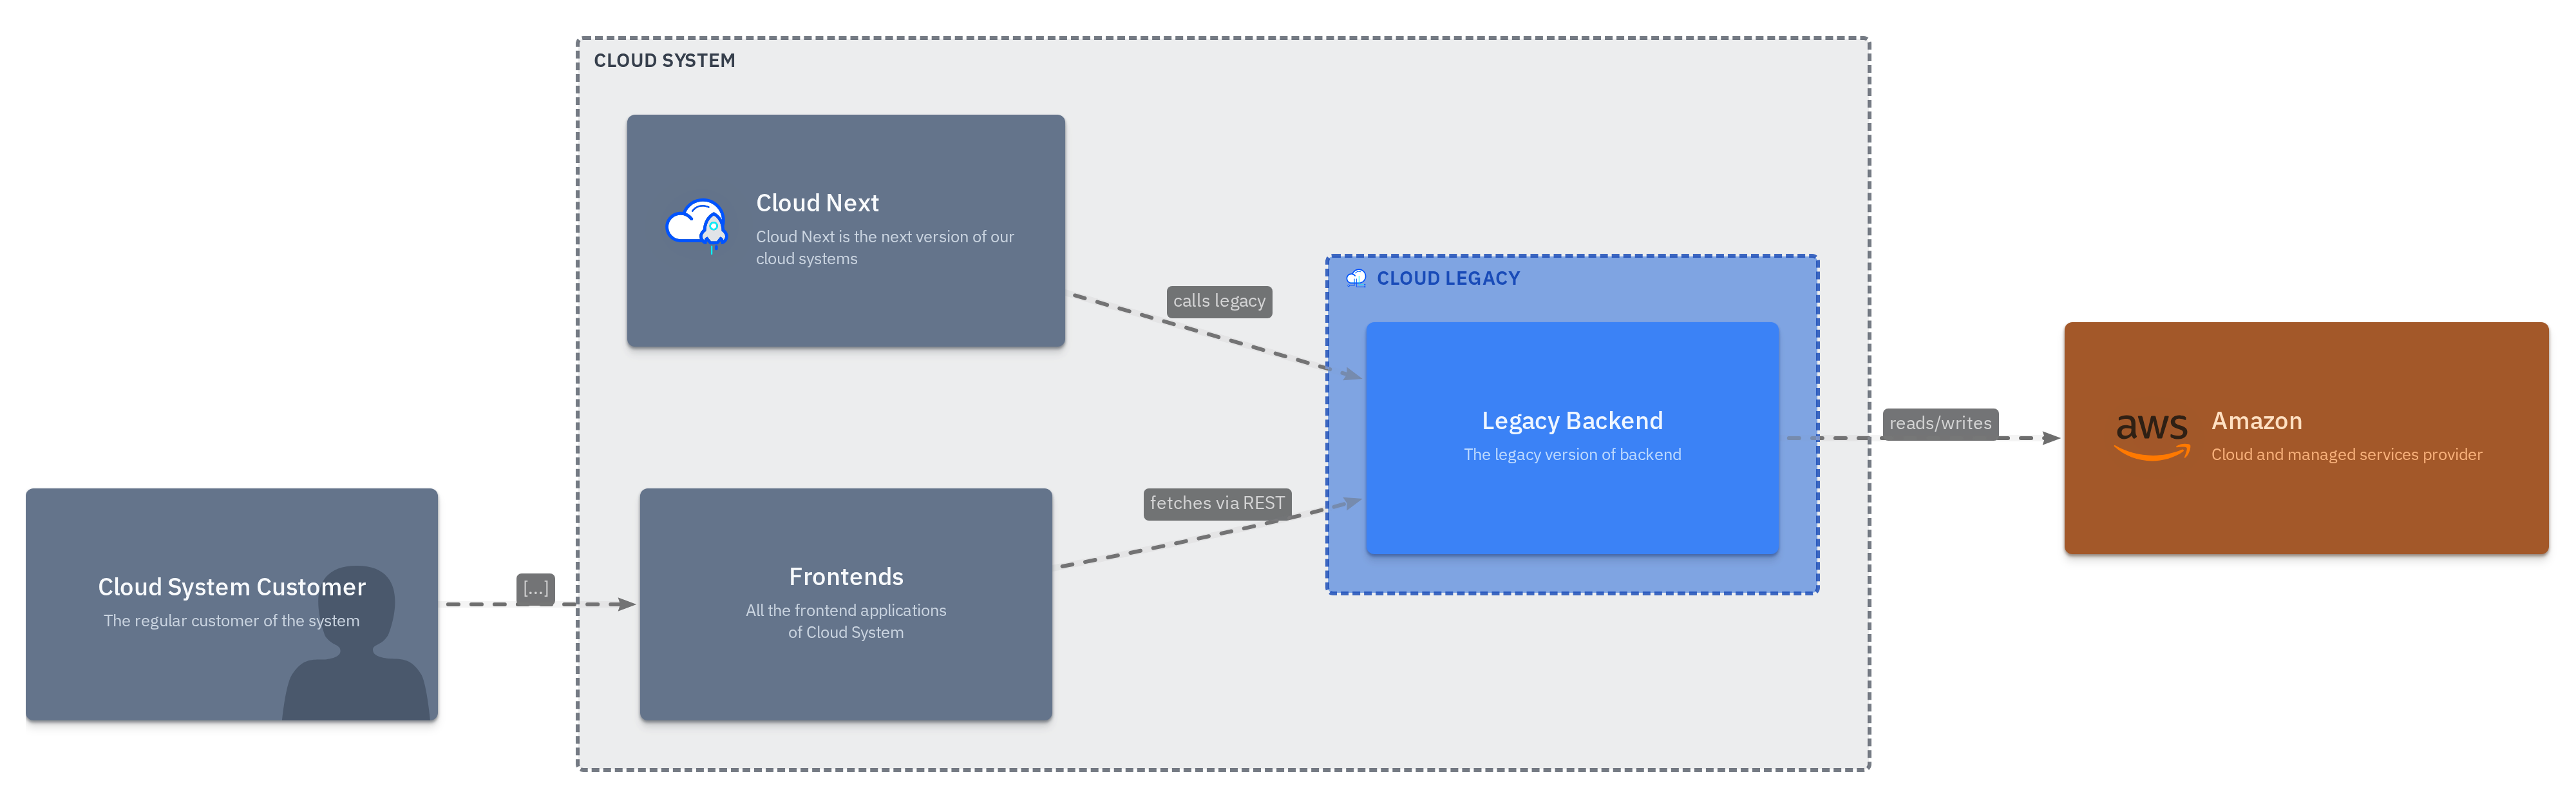 CLOUD SYSTEM
Cloud Next
Cloud Next is the next version of our
cloud systems
calls legacy
CLOUD LEGACY
Legacy Backend
The legacy version of backend
reads/writes
aws
Amazon
Cloud and managed services provider
fetches via REST
Cloud System Customer
The regular customer of the system
[...]
Frontends
All the frontend applications
of Cloud System